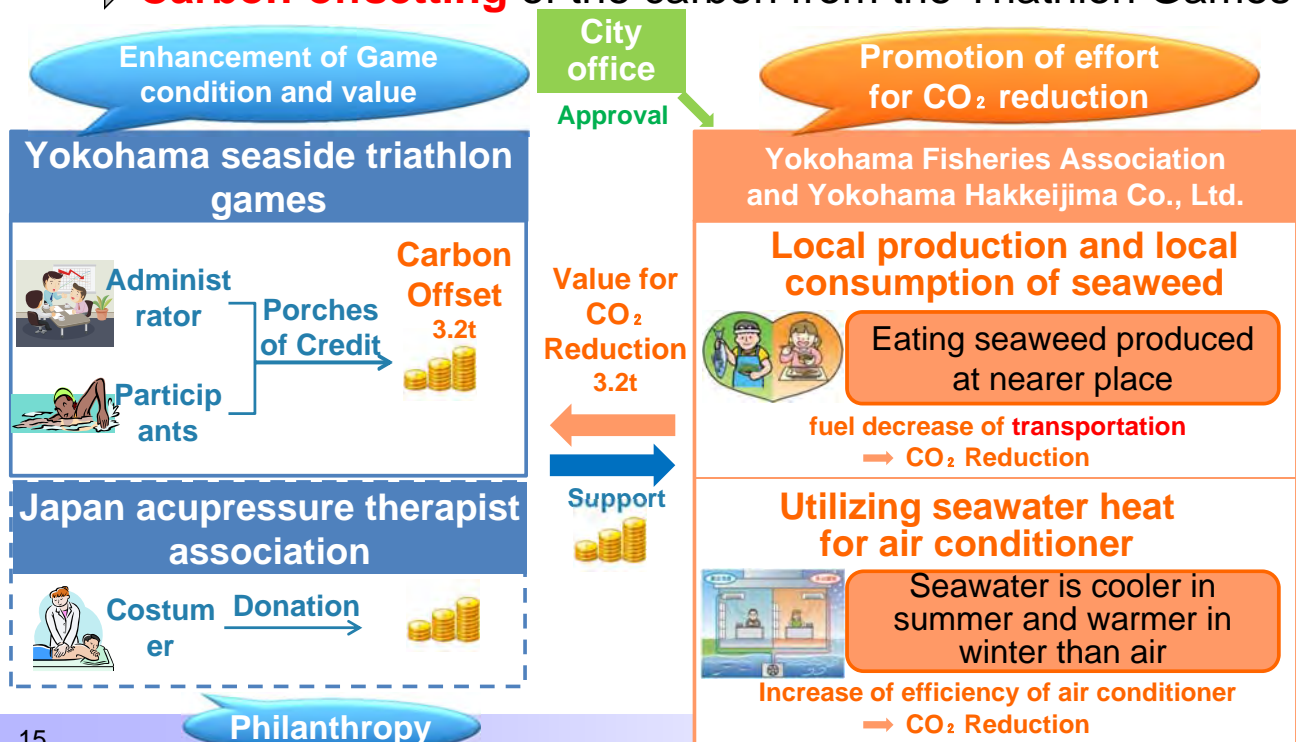 Carbon offsetting of the carbon from the Triathlon Games
Enhancement of Game
condition and value
City
office
Approval
Promotion of effort
for CO₂ reduction
Yokohama seaside triathlon
games
Administ
rator
Particip
ants
Porches
of Credit
Carbon
Offset
3.2t
Value for
CO₂
Reduction
3.2t
Support
Yokohama Fisheries Association
and Yokohama Hakkeijima Co., Ltd.
Local production and local
consumption of seaweed
Eating seaweed produced
at nearer place
fuel decrease of transportation
➡ CO₂ Reduction
Japan acupressure therapist
association
Costum
er
Donation
Utilizing seawater heat
for air conditioner
Seawater is cooler in
summer and warmer in
winter than air
Increase of efficiency of air conditioner
➡ CO₂ Reduction
Philanthropy
15